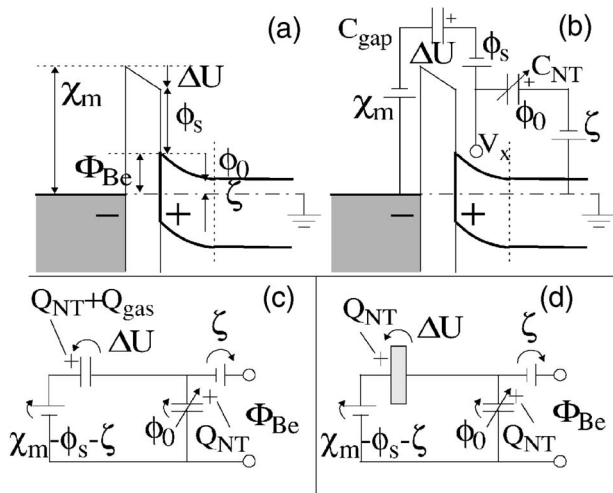 (a)
χm
ΔU
ϕs
ΦBe
ϕ0
ζ
−
+
(b)
Cgap
+
ΔU
ϕs
CNT
+
χm
ϕ0
ζ
Vx
−
+
(c)
QNT+Qgas
+
ΔU
ζ
+
ΦBe
χm-ϕs-ζ
ϕ0
QNT
(d)
QNT
+
ΔU
ζ
+
ΦBe
χm-ϕs-ζ
ϕ0
QNT